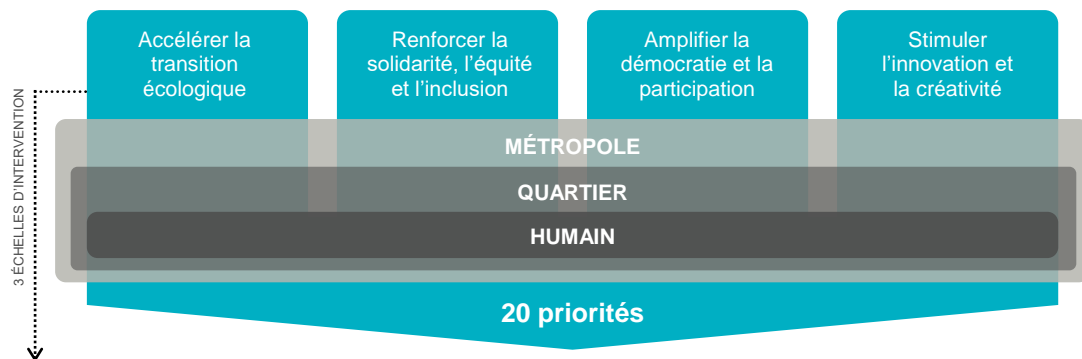 Accélérer la
transition
écologique
Renforcer la
solidarité, l'équité
et l'inclusion
Amplifier la
démocratie et la
participation
Stimuler
l'innovation et
la créativité
3 ÉCHELLES D'INTERVENTION
MÉTROPOLE
QUARTIER
HUMAIN
20 priorités